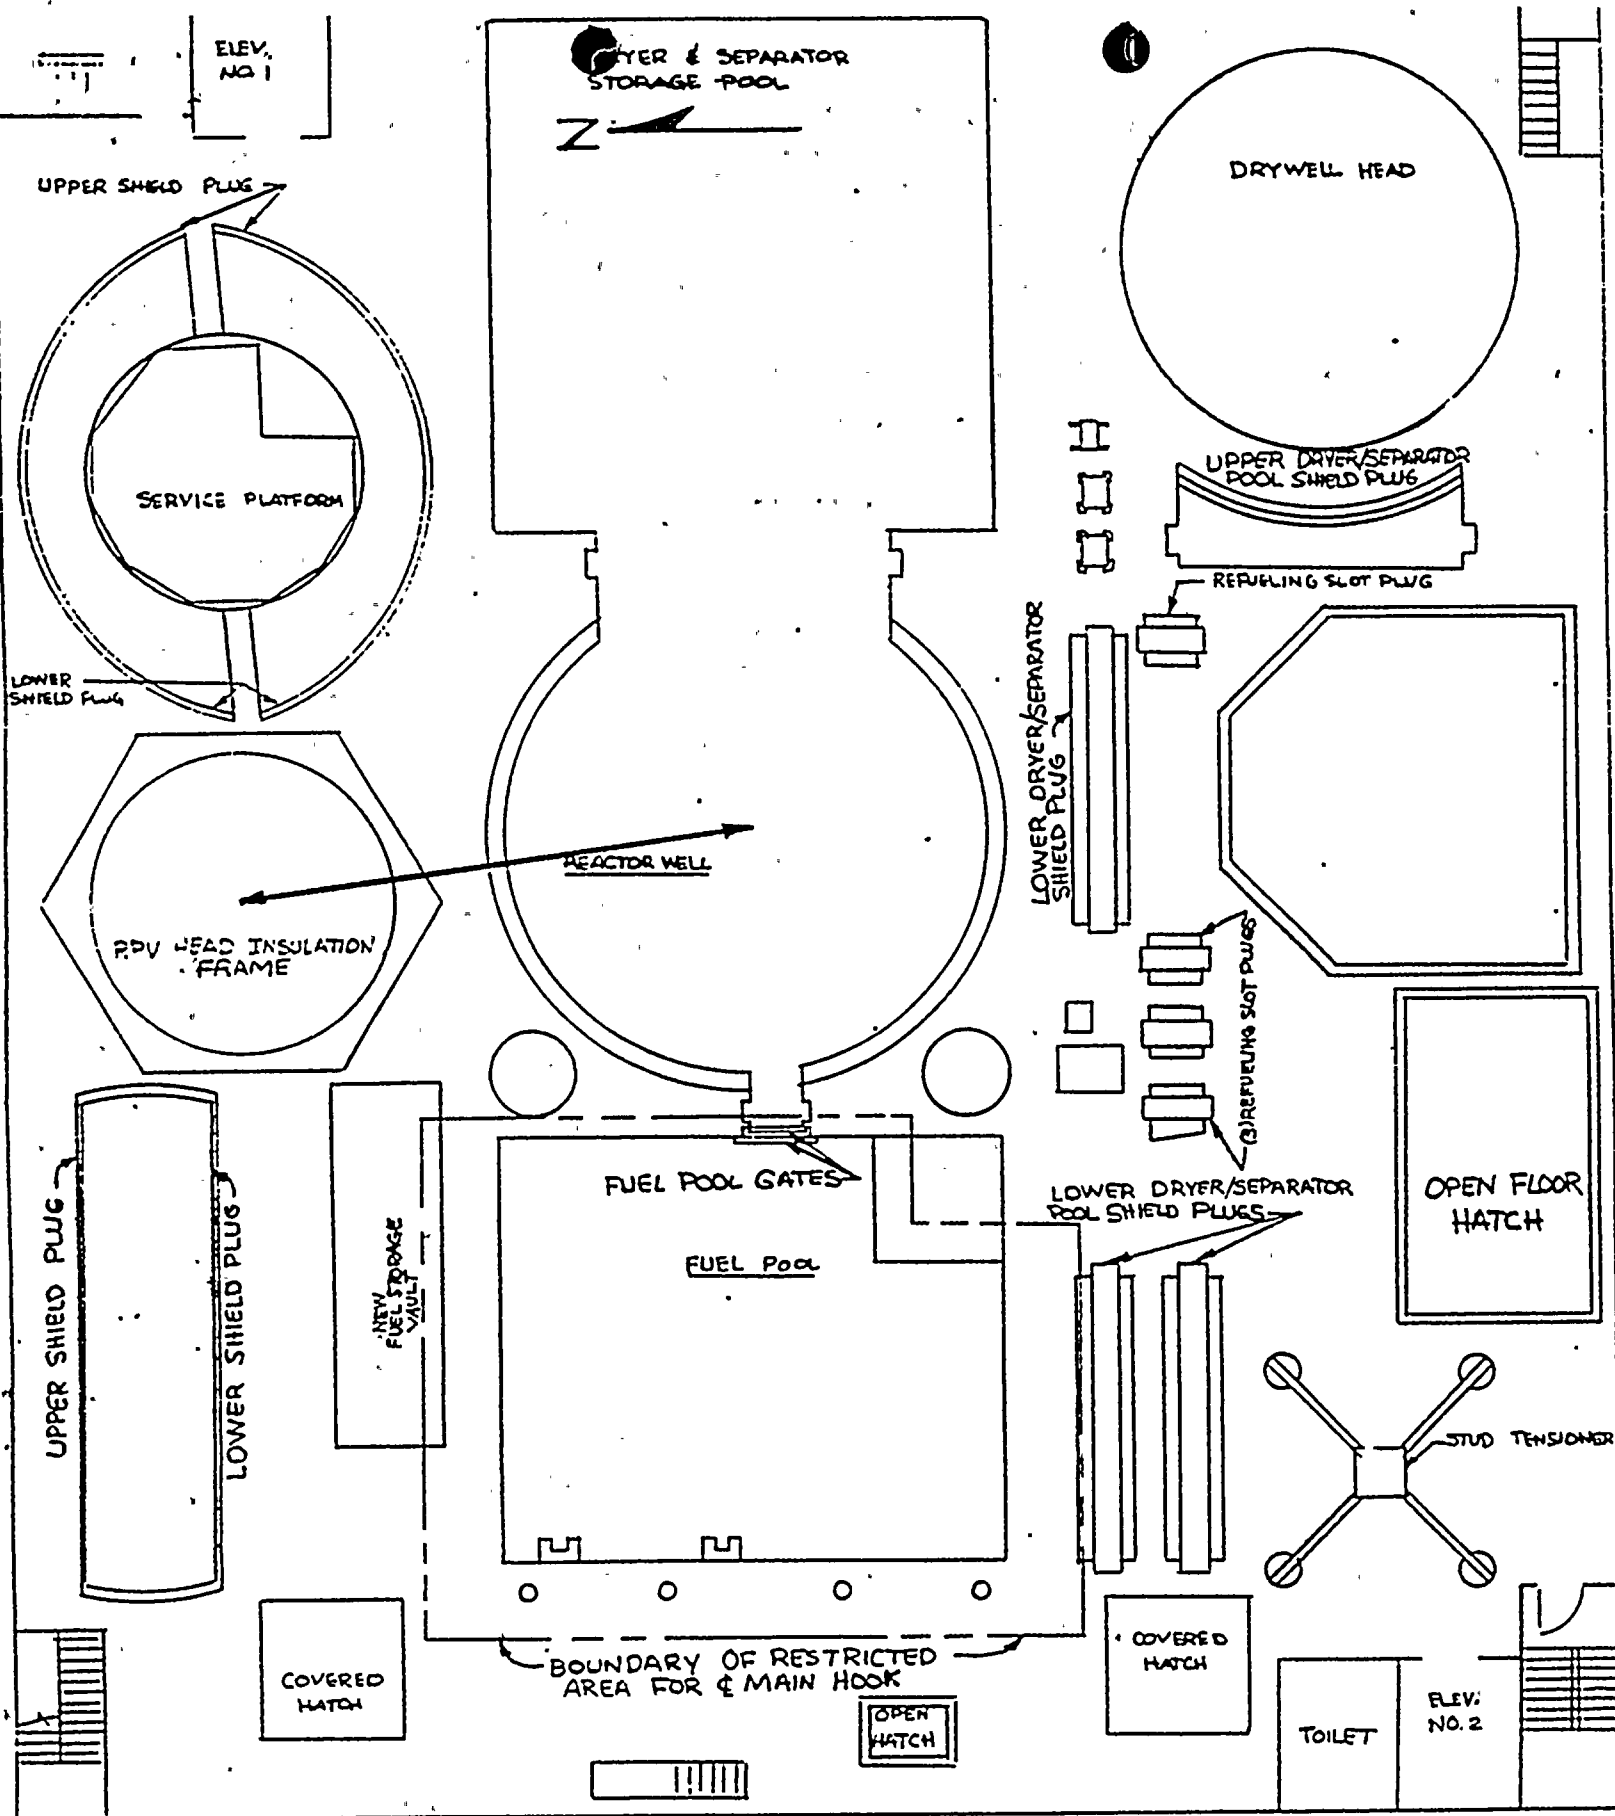 ELEV.
NO 1
YER & SEPARATOR
STORAGE POOL
N
DRYWELL HEAD
UPPER SHIELD PLUG
SERVICE PLATFORM
UPPER DRYER/SEPARATOR
POOL SHIELD PLUG
REFUELING SLOT PLUG
LOWER
SHIELD PLUG
LOWER DRYER/SEPARATOR
SHIELD PLUG
REACTOR WELL
RPV HEAD INSULATION
FRAME
(3) REFUELING SLOT PLUGS
FUEL POOL GATES
LOWER DRYER/SEPARATOR
POOL SHIELD PLUGS
OPEN FLOOR
HATCH
UPPER SHIELD PLUG
LOWER SHIELD PLUG
NEW
FUEL STORAGE
VAULT
FUEL POOL
STUD TENSIONER
COVERED
HATCH
BOUNDARY OF RESTRICTED
AREA FOR ℄ MAIN HOOK
COVERED
HATCH
OPEN
HATCH
TOILET
ELEV.
NO. 2